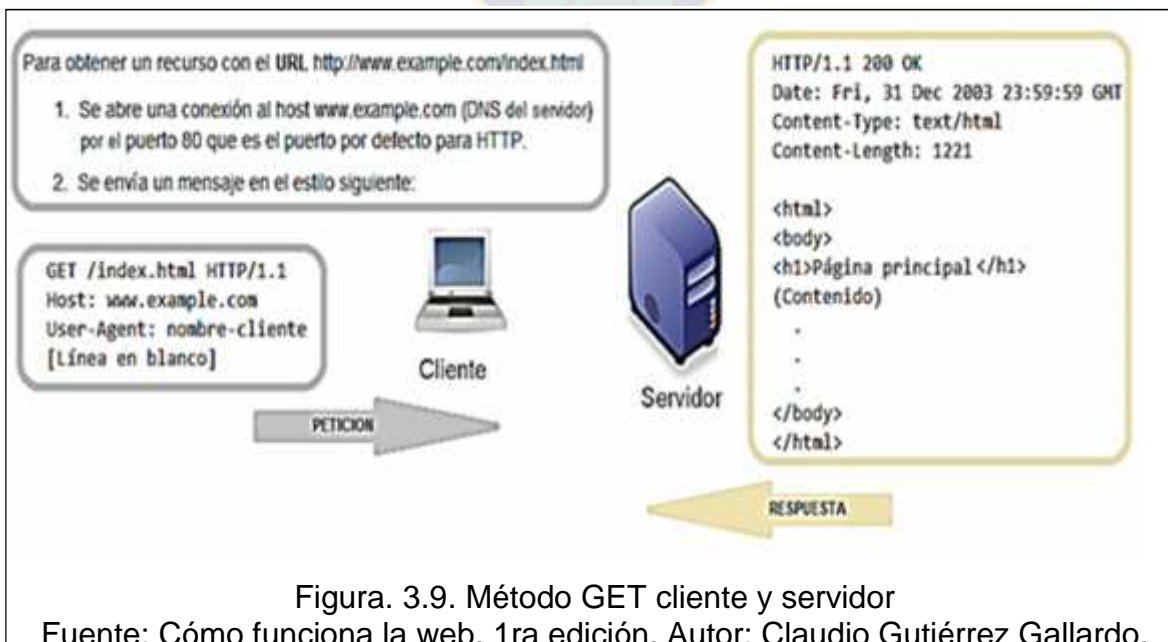 Para obtener un recurso con el URL http://www.example.com/index.html
1. Se abre una conexión al host www.example.com (DNS del servidor)
por el puerto 80 que es el puerto por defecto para HTTP.
2. Se envía un mensaje en el estilo siguiente:
GET /index.html HTTP/1.1
Host: www.example.com
User-Agent: nombre-cliente
[Línea en blanco]
Cliente
PETICION
Servidor
HTTP/1.1 200 OK
Date: Fri, 31 Dec 2003 23:59:59 GMT
Content-Type: text/html
Content-Length: 1221
<html>
<body>
<h1>Página principal </h1>
(Contenido)
.
.
.
</body>
</html>
RESPUESTA
Figura. 3.9. Método GET cliente y servidor
Fuente: Cómo funciona la web, 1ra edición. Autor: Claudio Gutiérrez Gallardo.